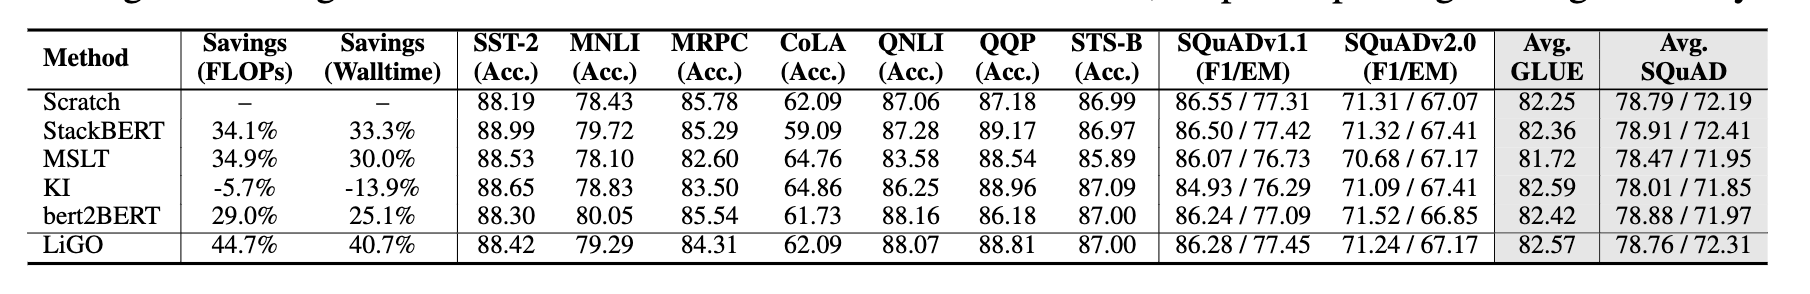 Method Savings (FLOPs) Savings (Walltime) SST-2 (Acc.) MNLI (Acc.) MRPC (Acc.) CoLA (Acc.) QNLI (Acc.) QQP (Acc.) STS-B (Acc.) SQuADv1.1 (F1/EM) SQuADv2.0 (F1/EM) Avg. GLUE Avg. SQuAD
Scratch – – 88.19 78.43 85.78 62.09 87.06 87.18 86.99 86.55 / 77.31 71.31 / 67.07 82.25 78.79 / 72.19
StackBERT 34.1% 33.3% 88.99 79.72 85.29 59.09 87.28 89.17 86.97 86.50 / 77.42 71.32 / 67.41 82.36 78.91 / 72.41
MSLT 34.9% 30.0% 88.53 78.10 82.60 64.76 83.58 88.54 85.89 86.07 / 76.73 70.68 / 67.17 81.72 78.47 / 71.95
KI -5.7% -13.9% 88.65 78.83 83.50 64.86 86.25 88.96 87.09 84.93 / 76.29 71.09 / 67.41 82.59 78.01 / 71.85
bert2BERT 29.0% 25.1% 88.30 80.05 85.54 61.73 88.16 86.18 87.00 86.24 / 77.09 71.52 / 66.85 82.42 78.88 / 71.97
LiGO 44.7% 40.7% 88.42 79.29 84.31 62.09 88.07 88.81 87.00 86.28 / 77.45 71.24 / 67.17 82.57 78.76 / 72.31